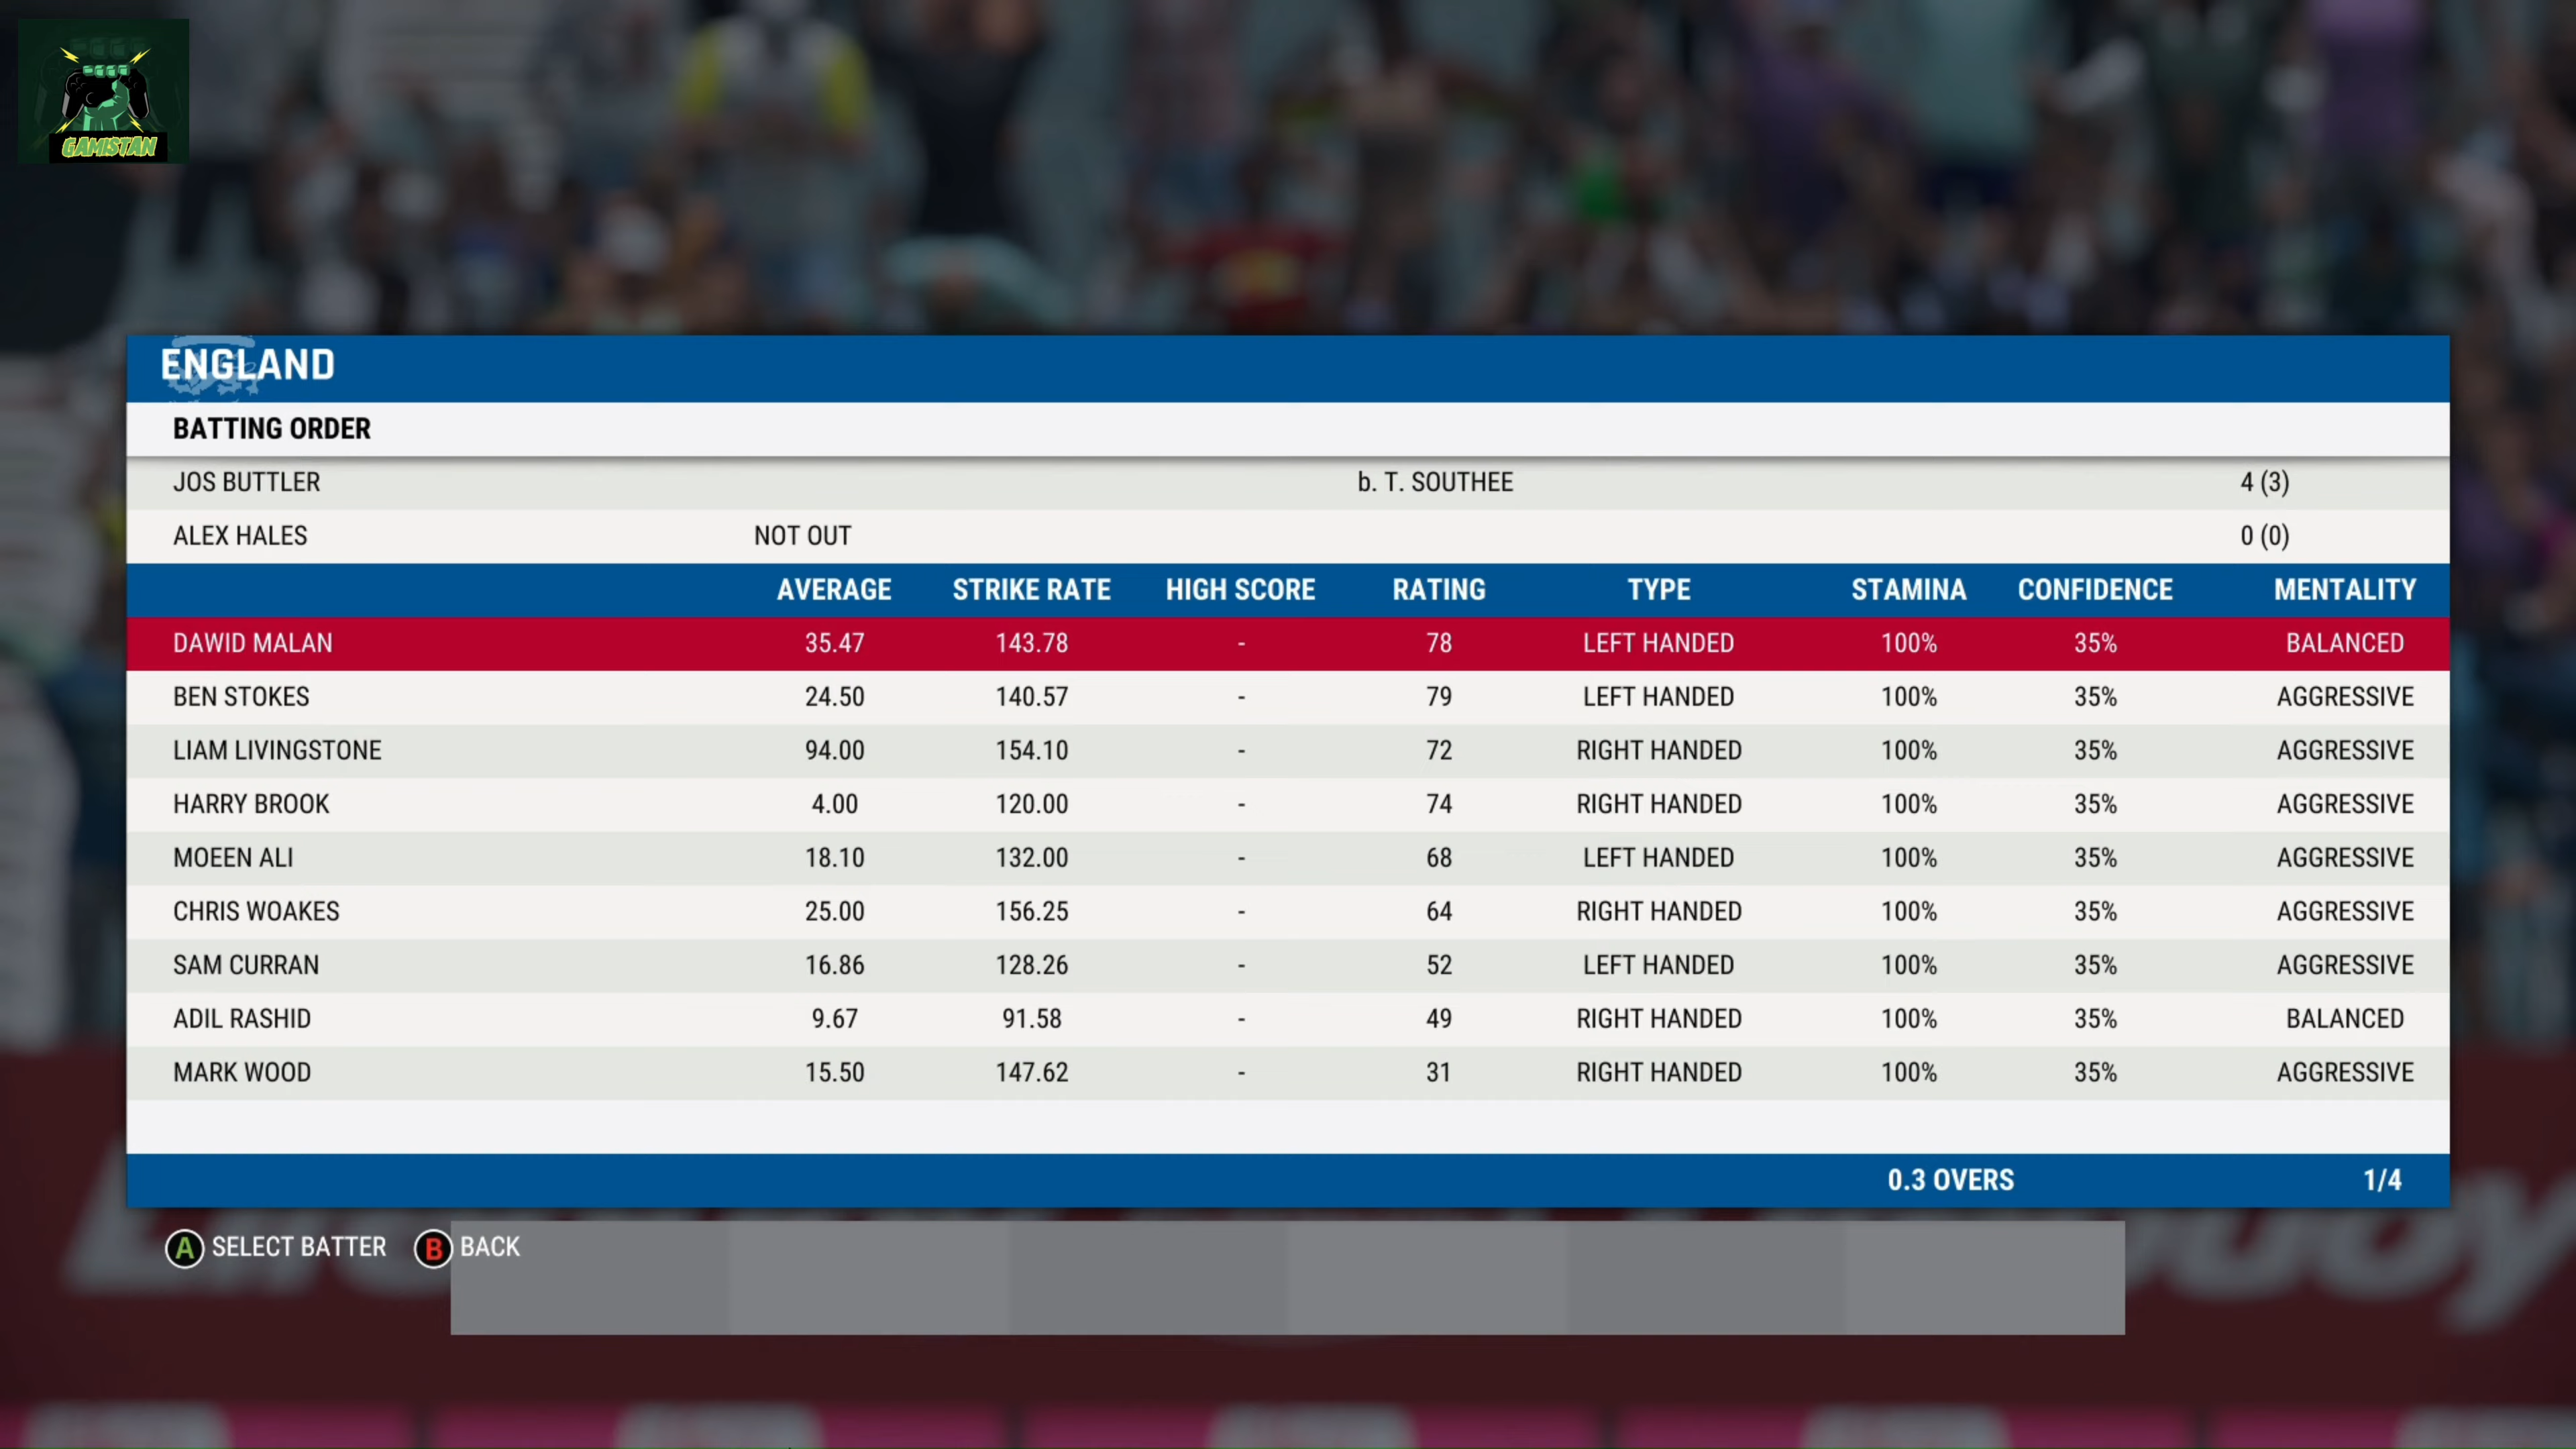 GAMISTAN
ENGLAND
BATTING ORDER
JOS BUTTLER b. T. SOUTHEE 4 (3)
ALEX HALES NOT OUT 0 (0)
AVERAGE STRIKE RATE HIGH SCORE RATING TYPE STAMINA CONFIDENCE MENTALITY
DAWID MALAN 35.47 143.78 - 78 LEFT HANDED 100% 35% BALANCED
BEN STOKES 24.50 140.57 - 79 LEFT HANDED 100% 35% AGGRESSIVE
LIAM LIVINGSTONE 94.00 154.10 - 72 RIGHT HANDED 100% 35% AGGRESSIVE
HARRY BROOK 4.00 120.00 - 74 RIGHT HANDED 100% 35% AGGRESSIVE
MOEEN ALI 18.10 132.00 - 68 LEFT HANDED 100% 35% AGGRESSIVE
CHRIS WOAKES 25.00 156.25 - 64 RIGHT HANDED 100% 35% AGGRESSIVE
SAM CURRAN 16.86 128.26 - 52 LEFT HANDED 100% 35% AGGRESSIVE
ADIL RASHID 9.67 91.58 - 49 RIGHT HANDED 100% 35% BALANCED
MARK WOOD 15.50 147.62 - 31 RIGHT HANDED 100% 35% AGGRESSIVE
0.3 OVERS 1/4
A SELECT BATTER B BACK